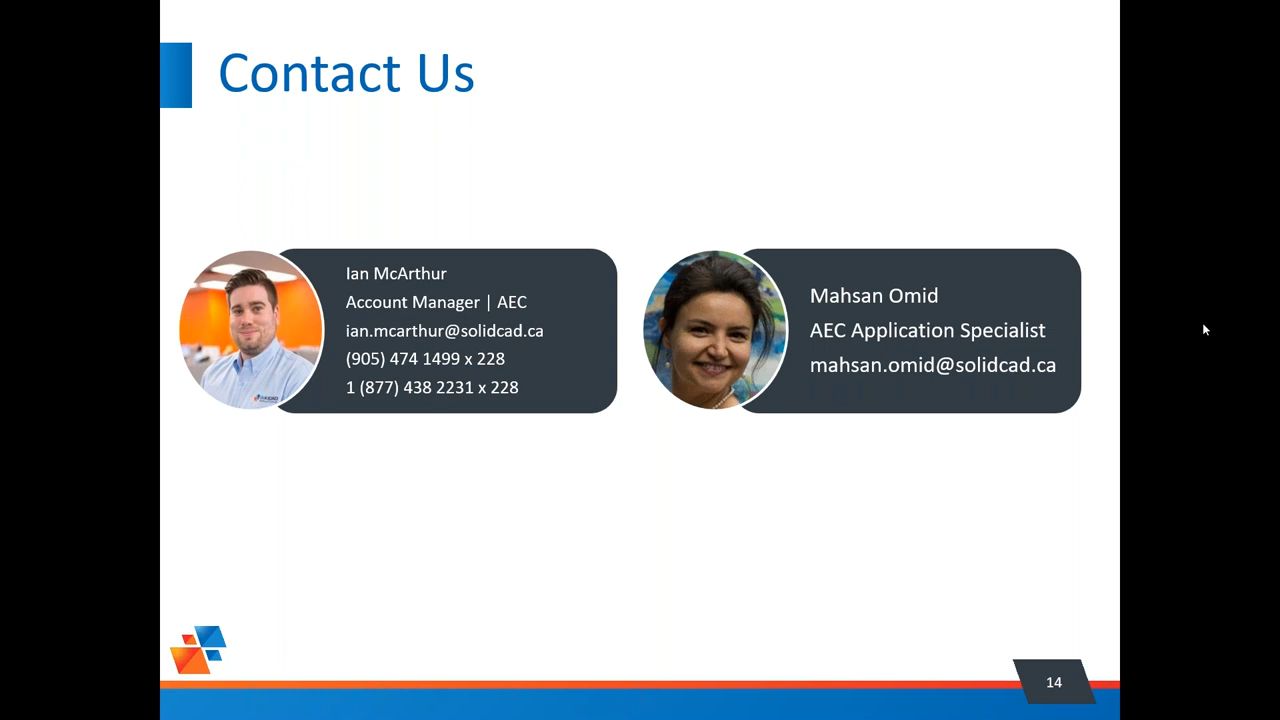 Contact Us
Ian McArthur
Account Manager | AEC
ian.mcarthur@solidcad.ca
(905) 474 1499 x 228
1 (877) 438 2231 x 228
Mahsan Omid
AEC Application Specialist
mahsan.omid@solidcad.ca
14